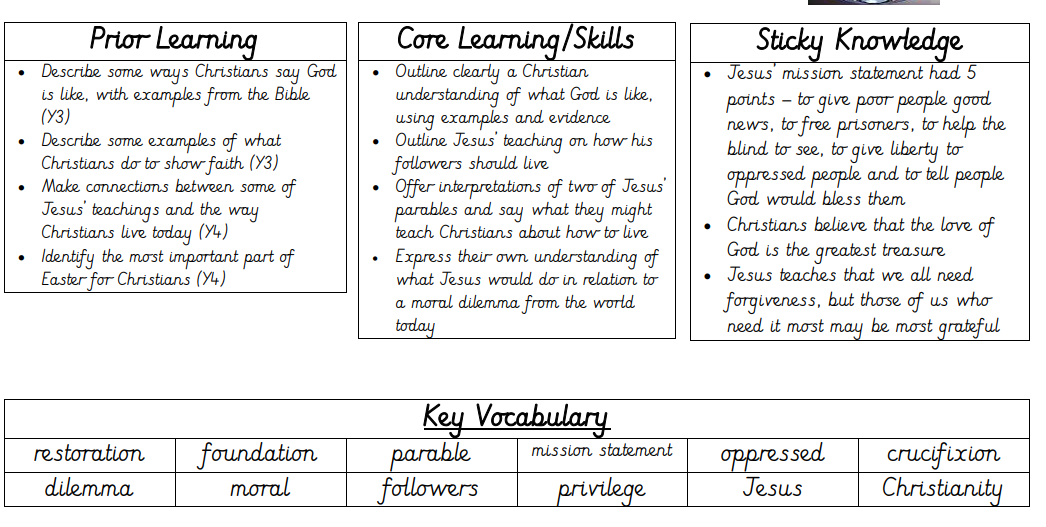 Prior Learning
• Describe some ways Christians say God
is like, with examples from the Bible
(Y3)
• Describe some examples of what
Christians do to show faith (Y3)
• Make connections between some of
Jesus' teachings and the way
Christians live today (Y4)
• Identify the most important part of
Easter for Christians (Y4)
Core Learning/Skills
• Outline clearly a Christian
understanding of what God is like,
using examples and evidence
• Outline Jesus' teaching on how his
followers should live
• Offer interpretations of two of Jesus'
parables and say what they might
teach Christians about how to live
• Express their own understanding of
what Jesus would do in relation to
a moral dilemma from the world
today
Sticky Knowledge
• Jesus' mission statement had 5
points – to give poor people good
news, to free prisoners, to help the
blind to see, to give liberty to
oppressed people and to tell people
God would bless them
• Christians believe that the love of
God is the greatest treasure
• Jesus teaches that we all need
forgiveness, but those of us who
need it most may be most grateful
Key Vocabulary
restoration foundation parable mission statement oppressed crucifixion
dilemma moral followers privilege Jesus Christianity